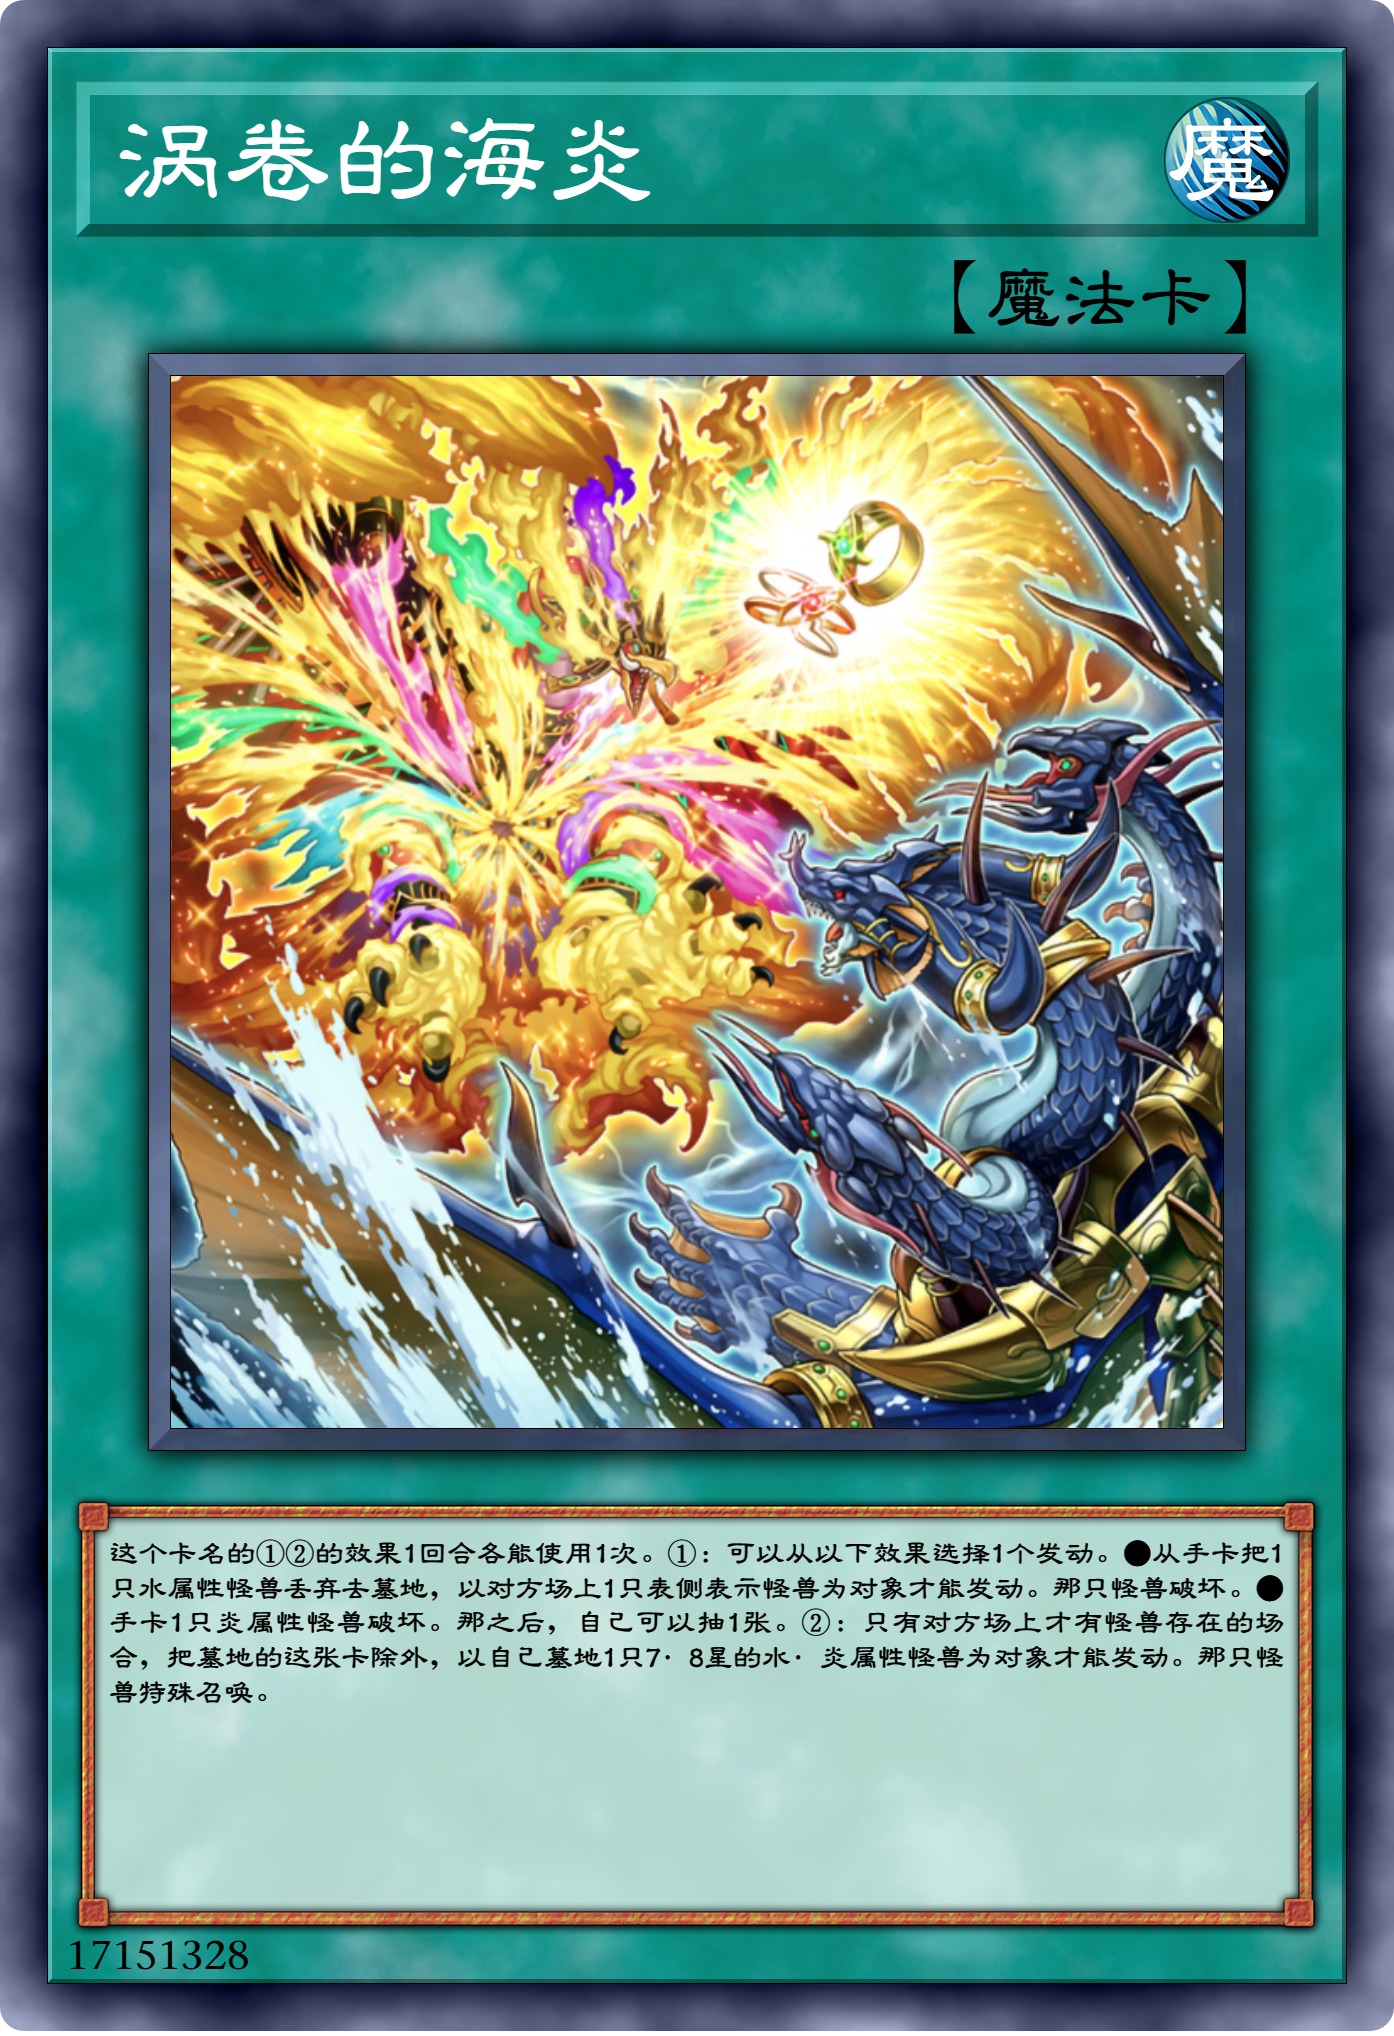 涡卷的海炎
魔
【魔法卡】
这个卡名的①②的效果1回合各能使用1次。①：可以从以下效果选择1个发动。●从手卡把1
只水属性怪兽丢弃去墓地，以对方场上1只表侧表示怪兽为对象才能发动。那只怪兽破坏。●
手卡1只炎属性怪兽破坏。那之后，自己可以抽1张。②：只有对方场上才有怪兽存在的场
合，把墓地的这张卡除外，以自己墓地1只7·8星的水·炎属性怪兽为对象才能发动。那只怪
兽特殊召唤。
17151328